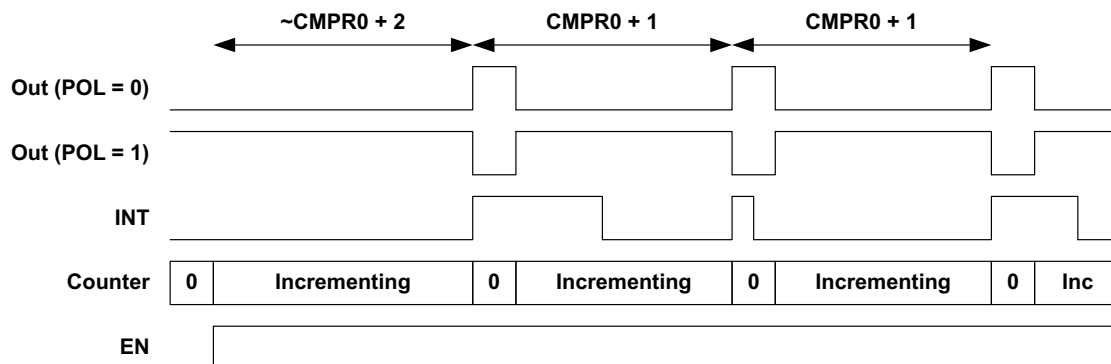 ~CMPR0 + 2 CMPR0 + 1 CMPR0 + 1
Out (POL = 0)
Out (POL = 1)
INT
Counter 0 Incrementing 0 Incrementing 0 Incrementing 0 Inc
EN